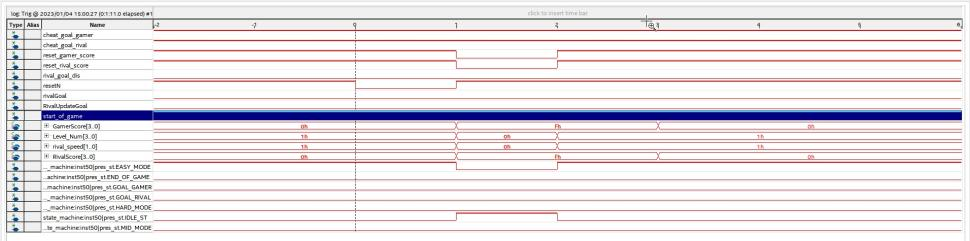 log: Trig @ 2023/01/04 15:00:27 (0:1:11.0 elapsed) #1
click to insert time bar
Type Alias Name
-2 -1 0 1 2 3 4 5 6
cheat_goal_gamer
cheat_goal_rival
reset_gamer_score
reset_rival_score
rival_goal_dis
resetN
rivalGoal
RivalUpdateGoal
start_of_game
GamerScore[3..0] 0h Fh 0h
Level_Num[3..0] 1h 0h 1h
rival_speed[1..0] 1h 0h 1h
RivalScore[3..0] 0h Fh 0h
..._machine:inst50|pres_st.EASY_MODE
...achine:inst50|pres_st.END_OF_GAME
...machine:inst50|pres_st.GOAL_GAMER
..._machine:inst50|pres_st.GOAL_RIVAL
..._machine:inst50|pres_st.HARD_MODE
state_machine:inst50|pres_st.IDLE_ST
...te_machine:inst50|pres_st.MID_MODE